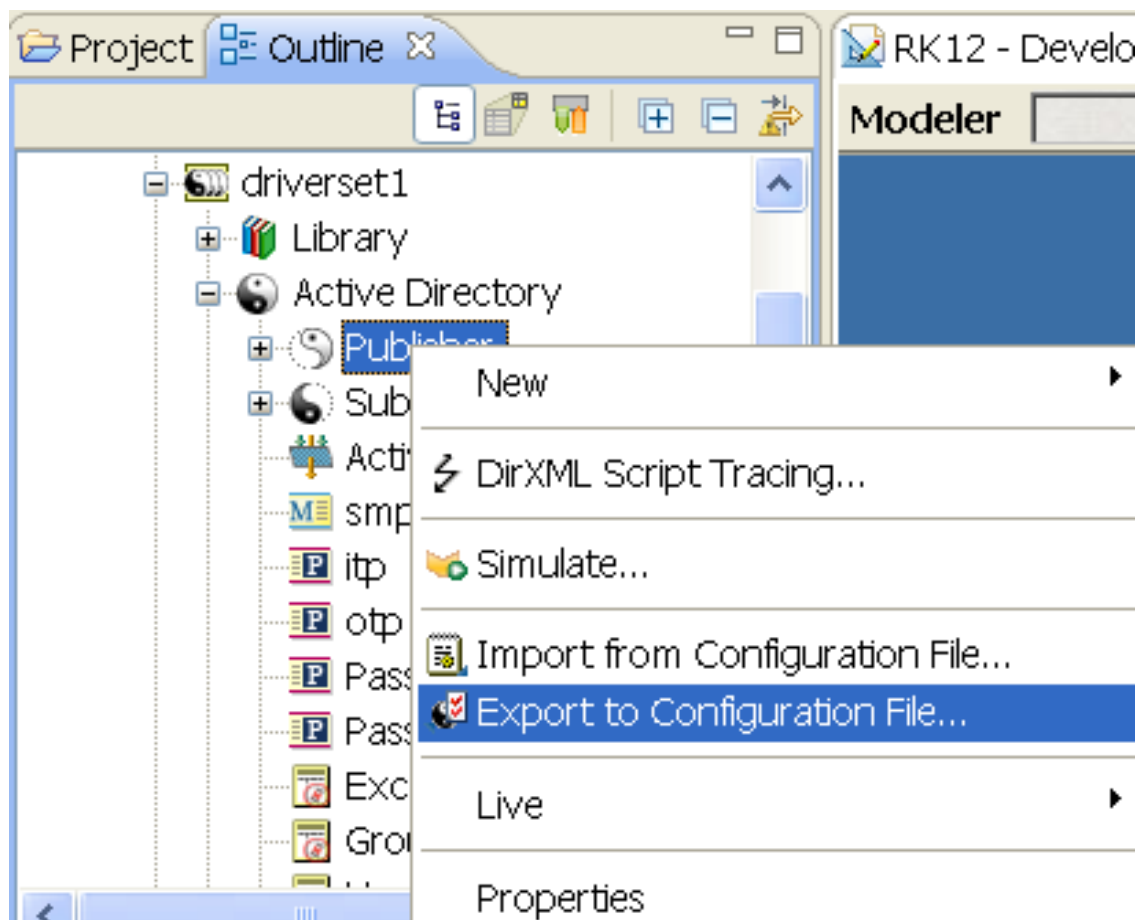 Project
Outline
RK12 - Develo
Modeler
driverset1
Library
Active Directory
Publisher
New
Sub
DirXML Script Tracing...
Acti
smp
Simulate...
itp
otp
Import from Configuration File...
Pass
Export to Configuration File...
Pass
Exc
Live
Gro
Properties